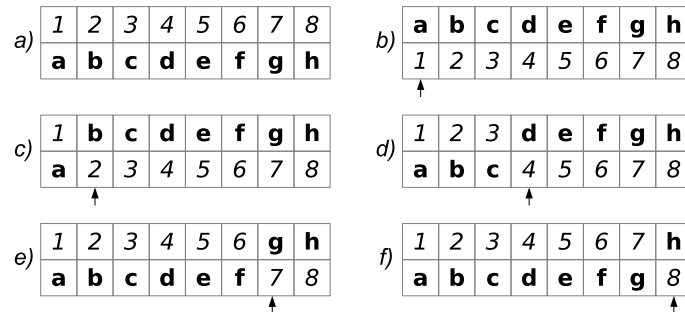 a) 1 2 3 4 5 6 7 8
a b c d e f g h
b) a b c d e f g h
1 2 3 4 5 6 7 8
c) 1 b c d e f g h
a 2 3 4 5 6 7 8
d) 1 2 3 d e f g h
a b c 4 5 6 7 8
e) 1 2 3 4 5 6 g h
a b c d e f 7 8
f) 1 2 3 4 5 6 7 h
a b c d e f g 8